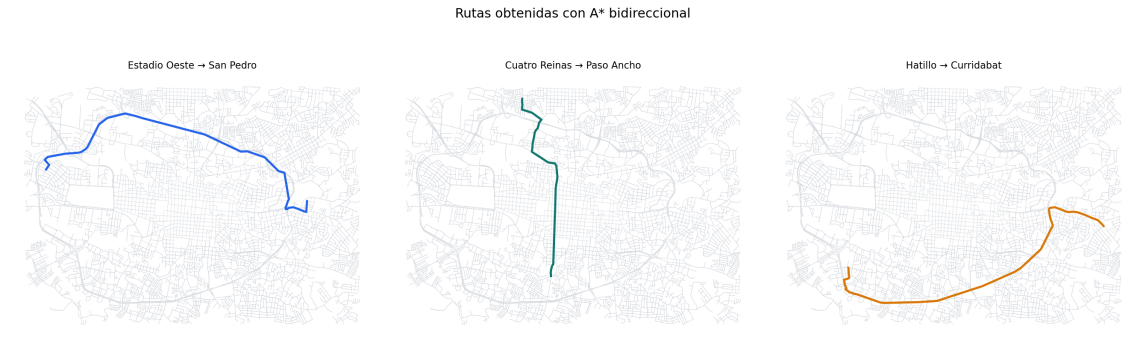 Rutas obtenidas con A* bidireccional
Estadio Oeste → San Pedro
Cuatro Reinas → Paso Ancho
Hatillo → Curridabat